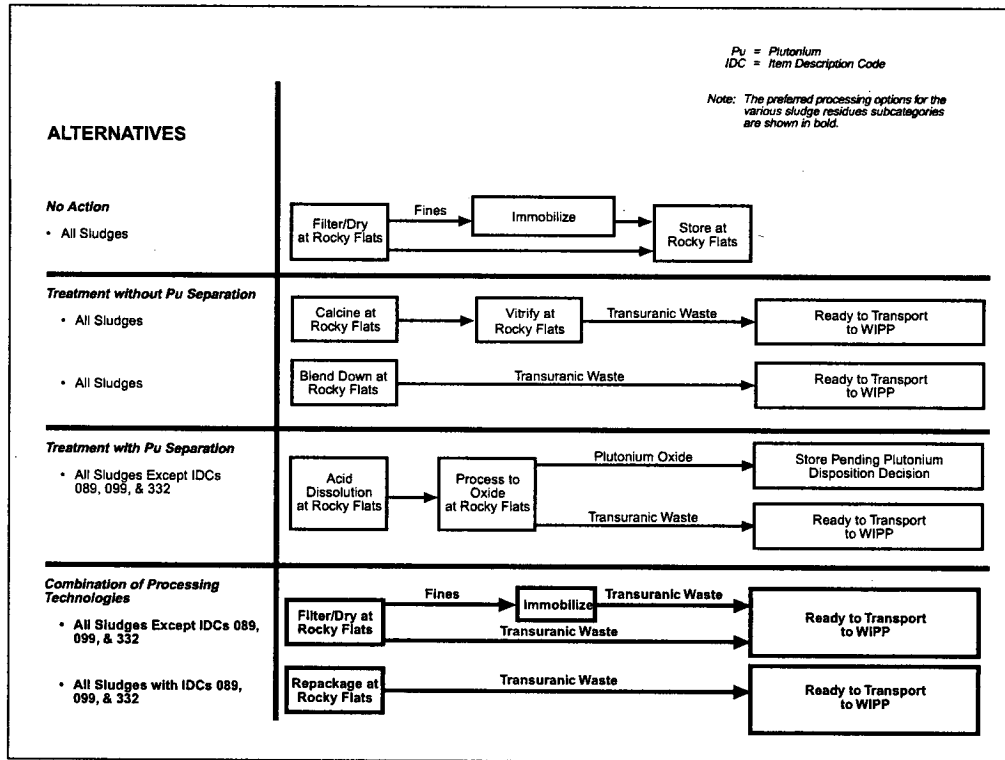 Pu = Plutonium
IDC = Item Description Code
Note: The preferred processing options for the
various sludge residues subcategories
are shown in bold.
ALTERNATIVES
No Action
• All Sludges
Filter/Dry
at Rocky Flats
Fines
Immobilize
Store at
Rocky Flats
Treatment without Pu Separation
• All Sludges
Calcine at
Rocky Flats
Vitrify at
Rocky Flats
Transuranic Waste
Ready to Transport
to WIPP
• All Sludges
Blend Down at
Rocky Flats
Transuranic Waste
Ready to Transport
to WIPP
Treatment with Pu Separation
• All Sludges Except IDCs
089, 099, & 332
Acid
Dissolution
at Rocky Flats
Process to
Oxide
at Rocky Flats
Plutonium Oxide
Store Pending Plutonium
Disposition Decision
Transuranic Waste
Ready to Transport
to WIPP
Combination of Processing
Technologies
• All Sludges Except IDCs 089,
099, & 332
Filter/Dry at
Rocky Flats
Fines
Immobilize
Transuranic Waste
Transuranic Waste
Ready to Transport
to WIPP
• All Sludges with IDCs 089,
099, & 332
Repackage at
Rocky Flats
Transuranic Waste
Ready to Transport
to WIPP